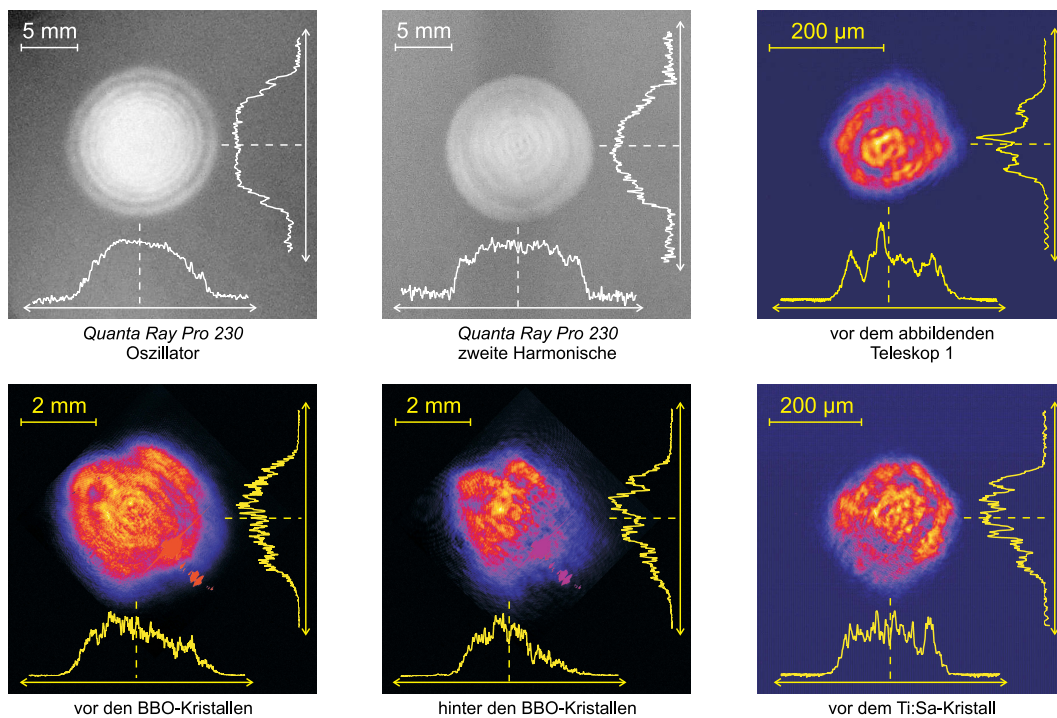 5 mm
5 mm
200 µm
Quanta Ray Pro 230
Oszillator
Quanta Ray Pro 230
zweite Harmonische
vor dem abbildenden
Teleskop 1
2 mm
2 mm
200 µm
vor den BBO-Kristallen
hinter den BBO-Kristallen
vor dem Ti:Sa-Kristall